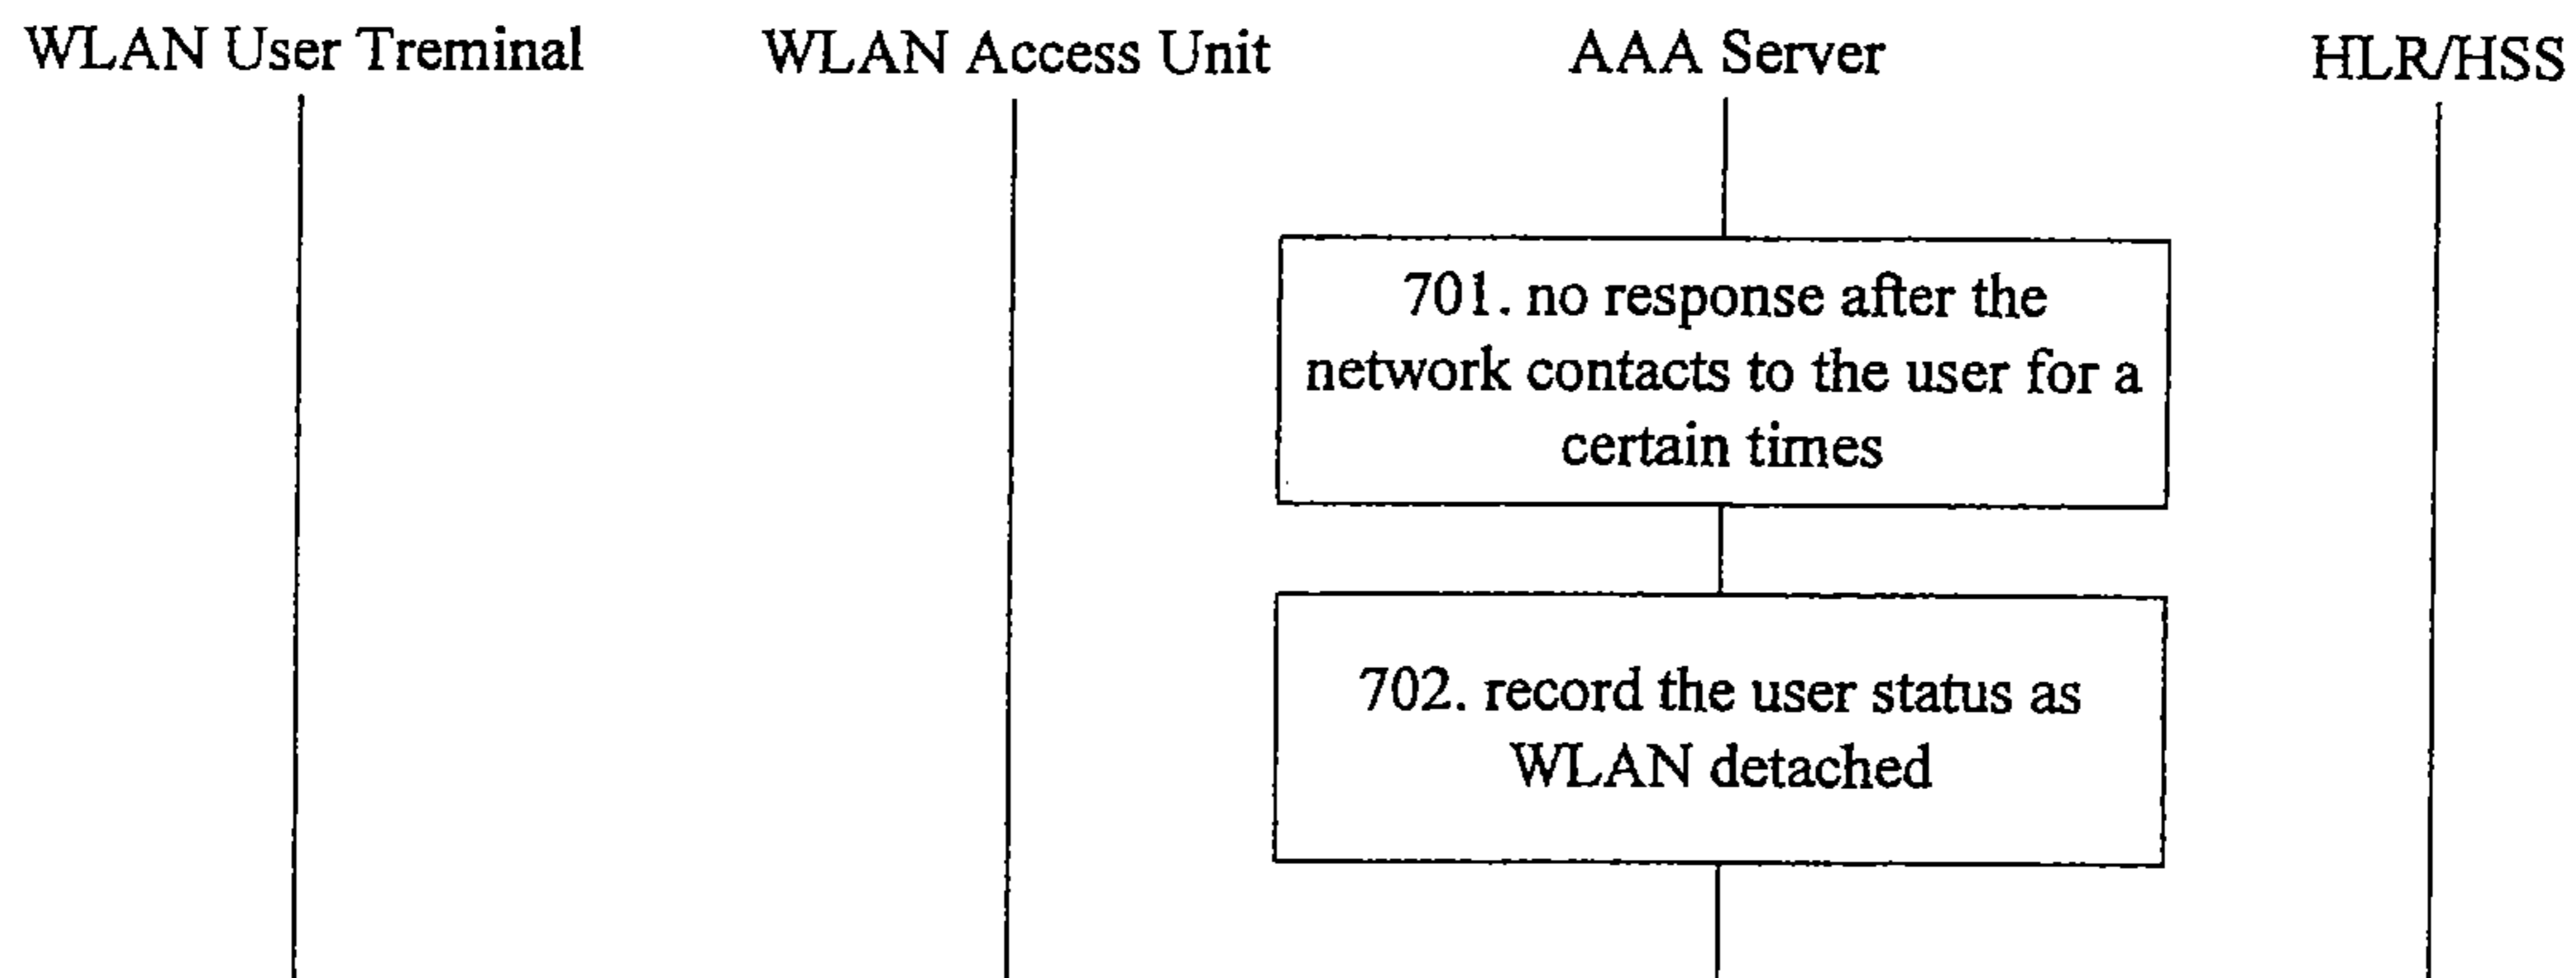 WLAN User Treminal
WLAN Access Unit
AAA Server
HLR/HSS
701. no response after the
network contacts to the user for a
certain times
702. record the user status as
WLAN detached